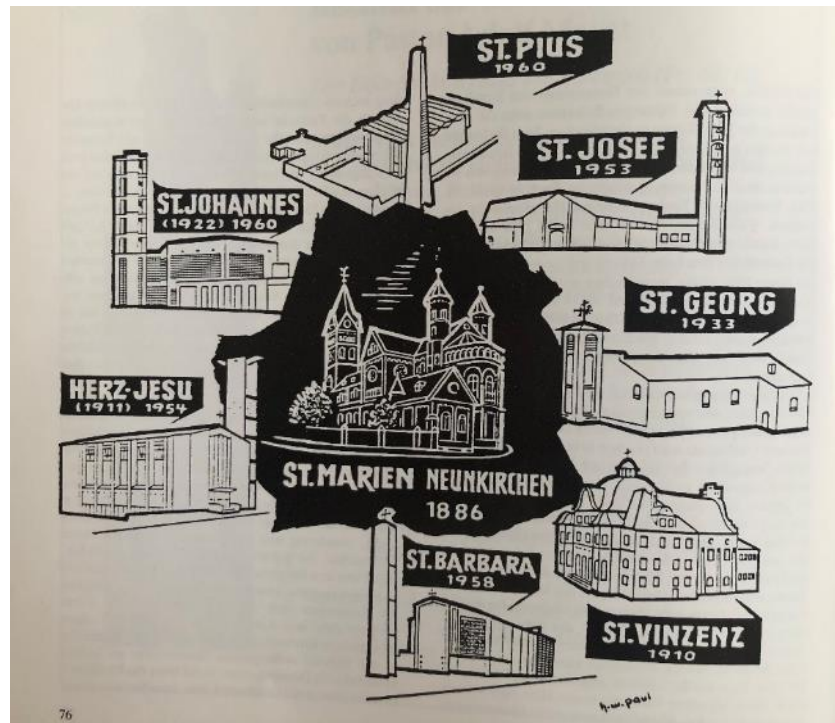 ST. PIUS
1960
ST. JOSEF
1953
ST. JOHANNES
(1922) 1960
ST. GEORG
1933
HERZ-JESU
(1911) 1954
ST. MARIEN NEUNKIRCHEN
1886
ST. BARBARA
1958
ST. VINZENZ
1910
h.w. paul
76